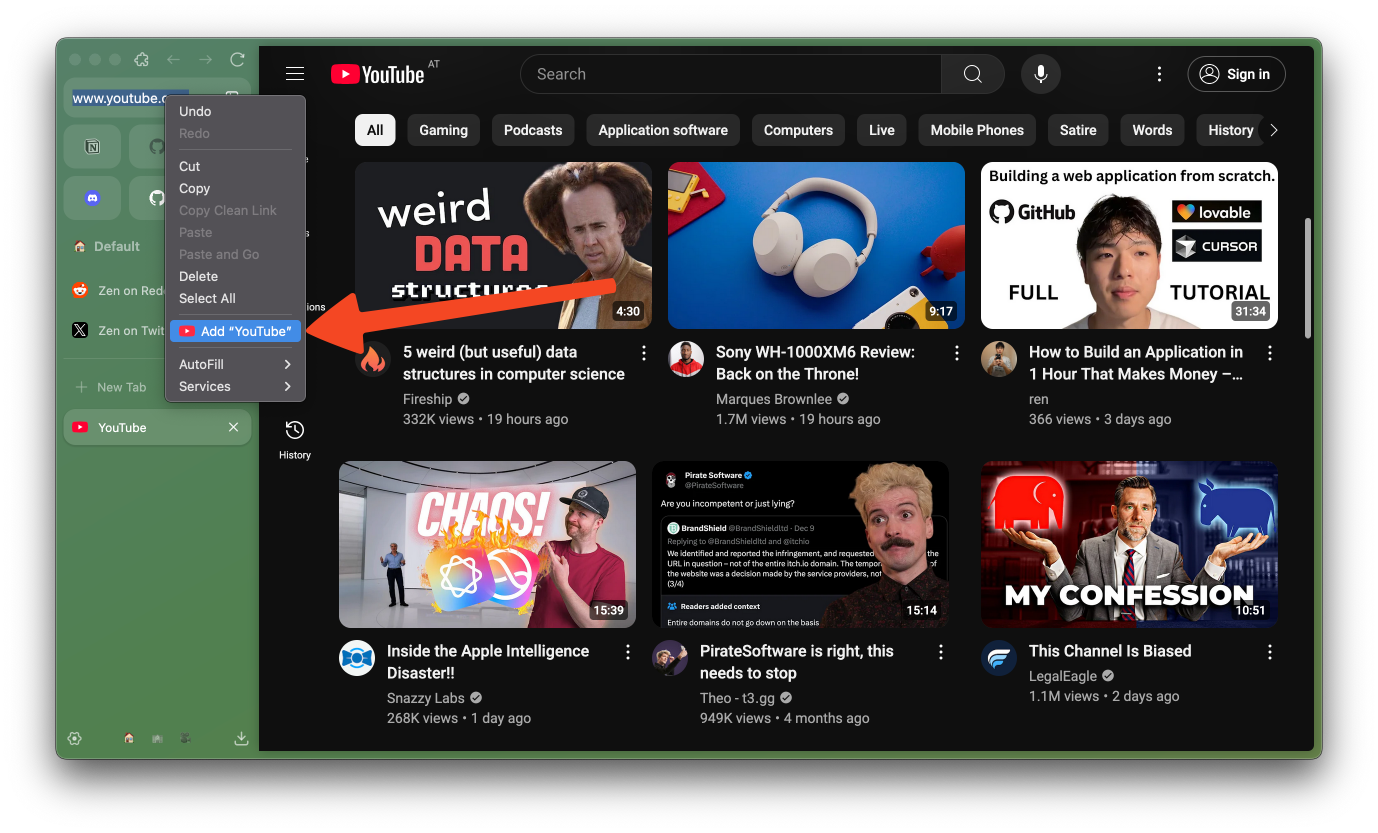 www.youtube.c
Undo
Redo
Cut
Copy
Copy Clean Link
Paste
Paste and Go
Delete
Select All
Add “YouTube”
AutoFill
Services
Default
Zen on Red
Zen on Twit
New Tab
YouTube
YouTube AT
Search
Sign in
All
Gaming
Podcasts
Application software
Computers
Live
Mobile Phones
Satire
Words
History
History
weird
DATA
structures
4:30
5 weird (but useful) data
structures in computer science
Fireship
332K views • 19 hours ago
9:17
Sony WH-1000XM6 Review:
Back on the Throne!
Marques Brownlee
1.7M views • 19 hours ago
Building a web application from scratch.
GitHub
lovable
CURSOR
FULL
TUTORIAL
31:34
How to Build an Application in
1 Hour That Makes Money –...
ren
366 views • 3 days ago
CHAOS!
15:39
Inside the Apple Intelligence
Disaster!!
Snazzy Labs
268K views • 1 day ago
Pirate Software
@PirateSoftware
Are you incompetent or just lying?
BrandShield @BrandShieldltd · Dec 9
Replying to @BrandShieldltd and @itchio
We identified and reported the infringement, and requested the
URL in question – not of the entire itch.io domain. The tempor of
the website was a decision made by the service providers, not
(3/4)
Readers added context
Entire domains do not go down on the basis
15:14
PirateSoftware is right, this
needs to stop
Theo - t3.gg
949K views • 4 months ago
MY CONFESSION
10:51
This Channel Is Biased
LegalEagle
1.1M views • 2 days ago